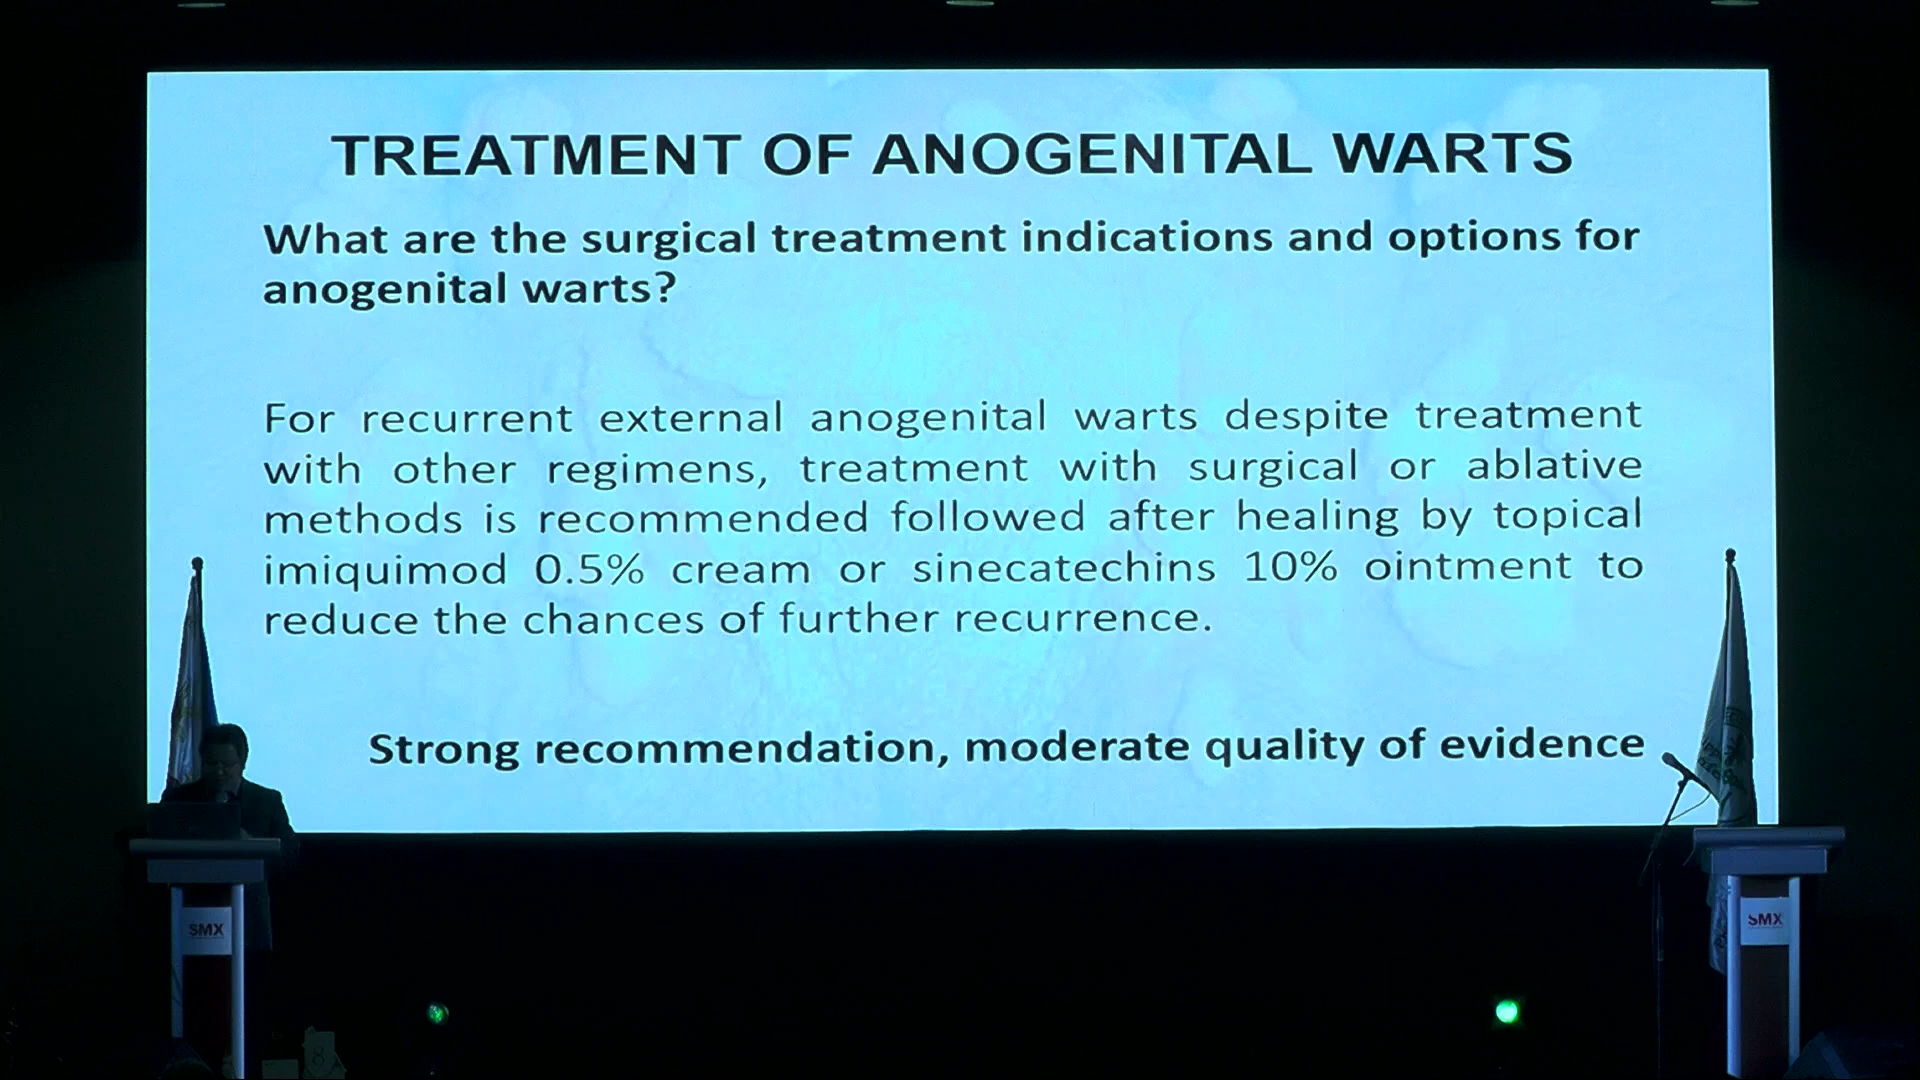 TREATMENT OF ANOGENITAL WARTS
What are the surgical treatment indications and options for
anogenital warts?
For recurrent external anogenital warts despite treatment
with other regimens, treatment with surgical or ablative
methods is recommended followed after healing by topical
imiquimod 0.5% cream or sinecatechins 10% ointment to
reduce the chances of further recurrence.
Strong recommendation, moderate quality of evidence
SMX
SMX
8